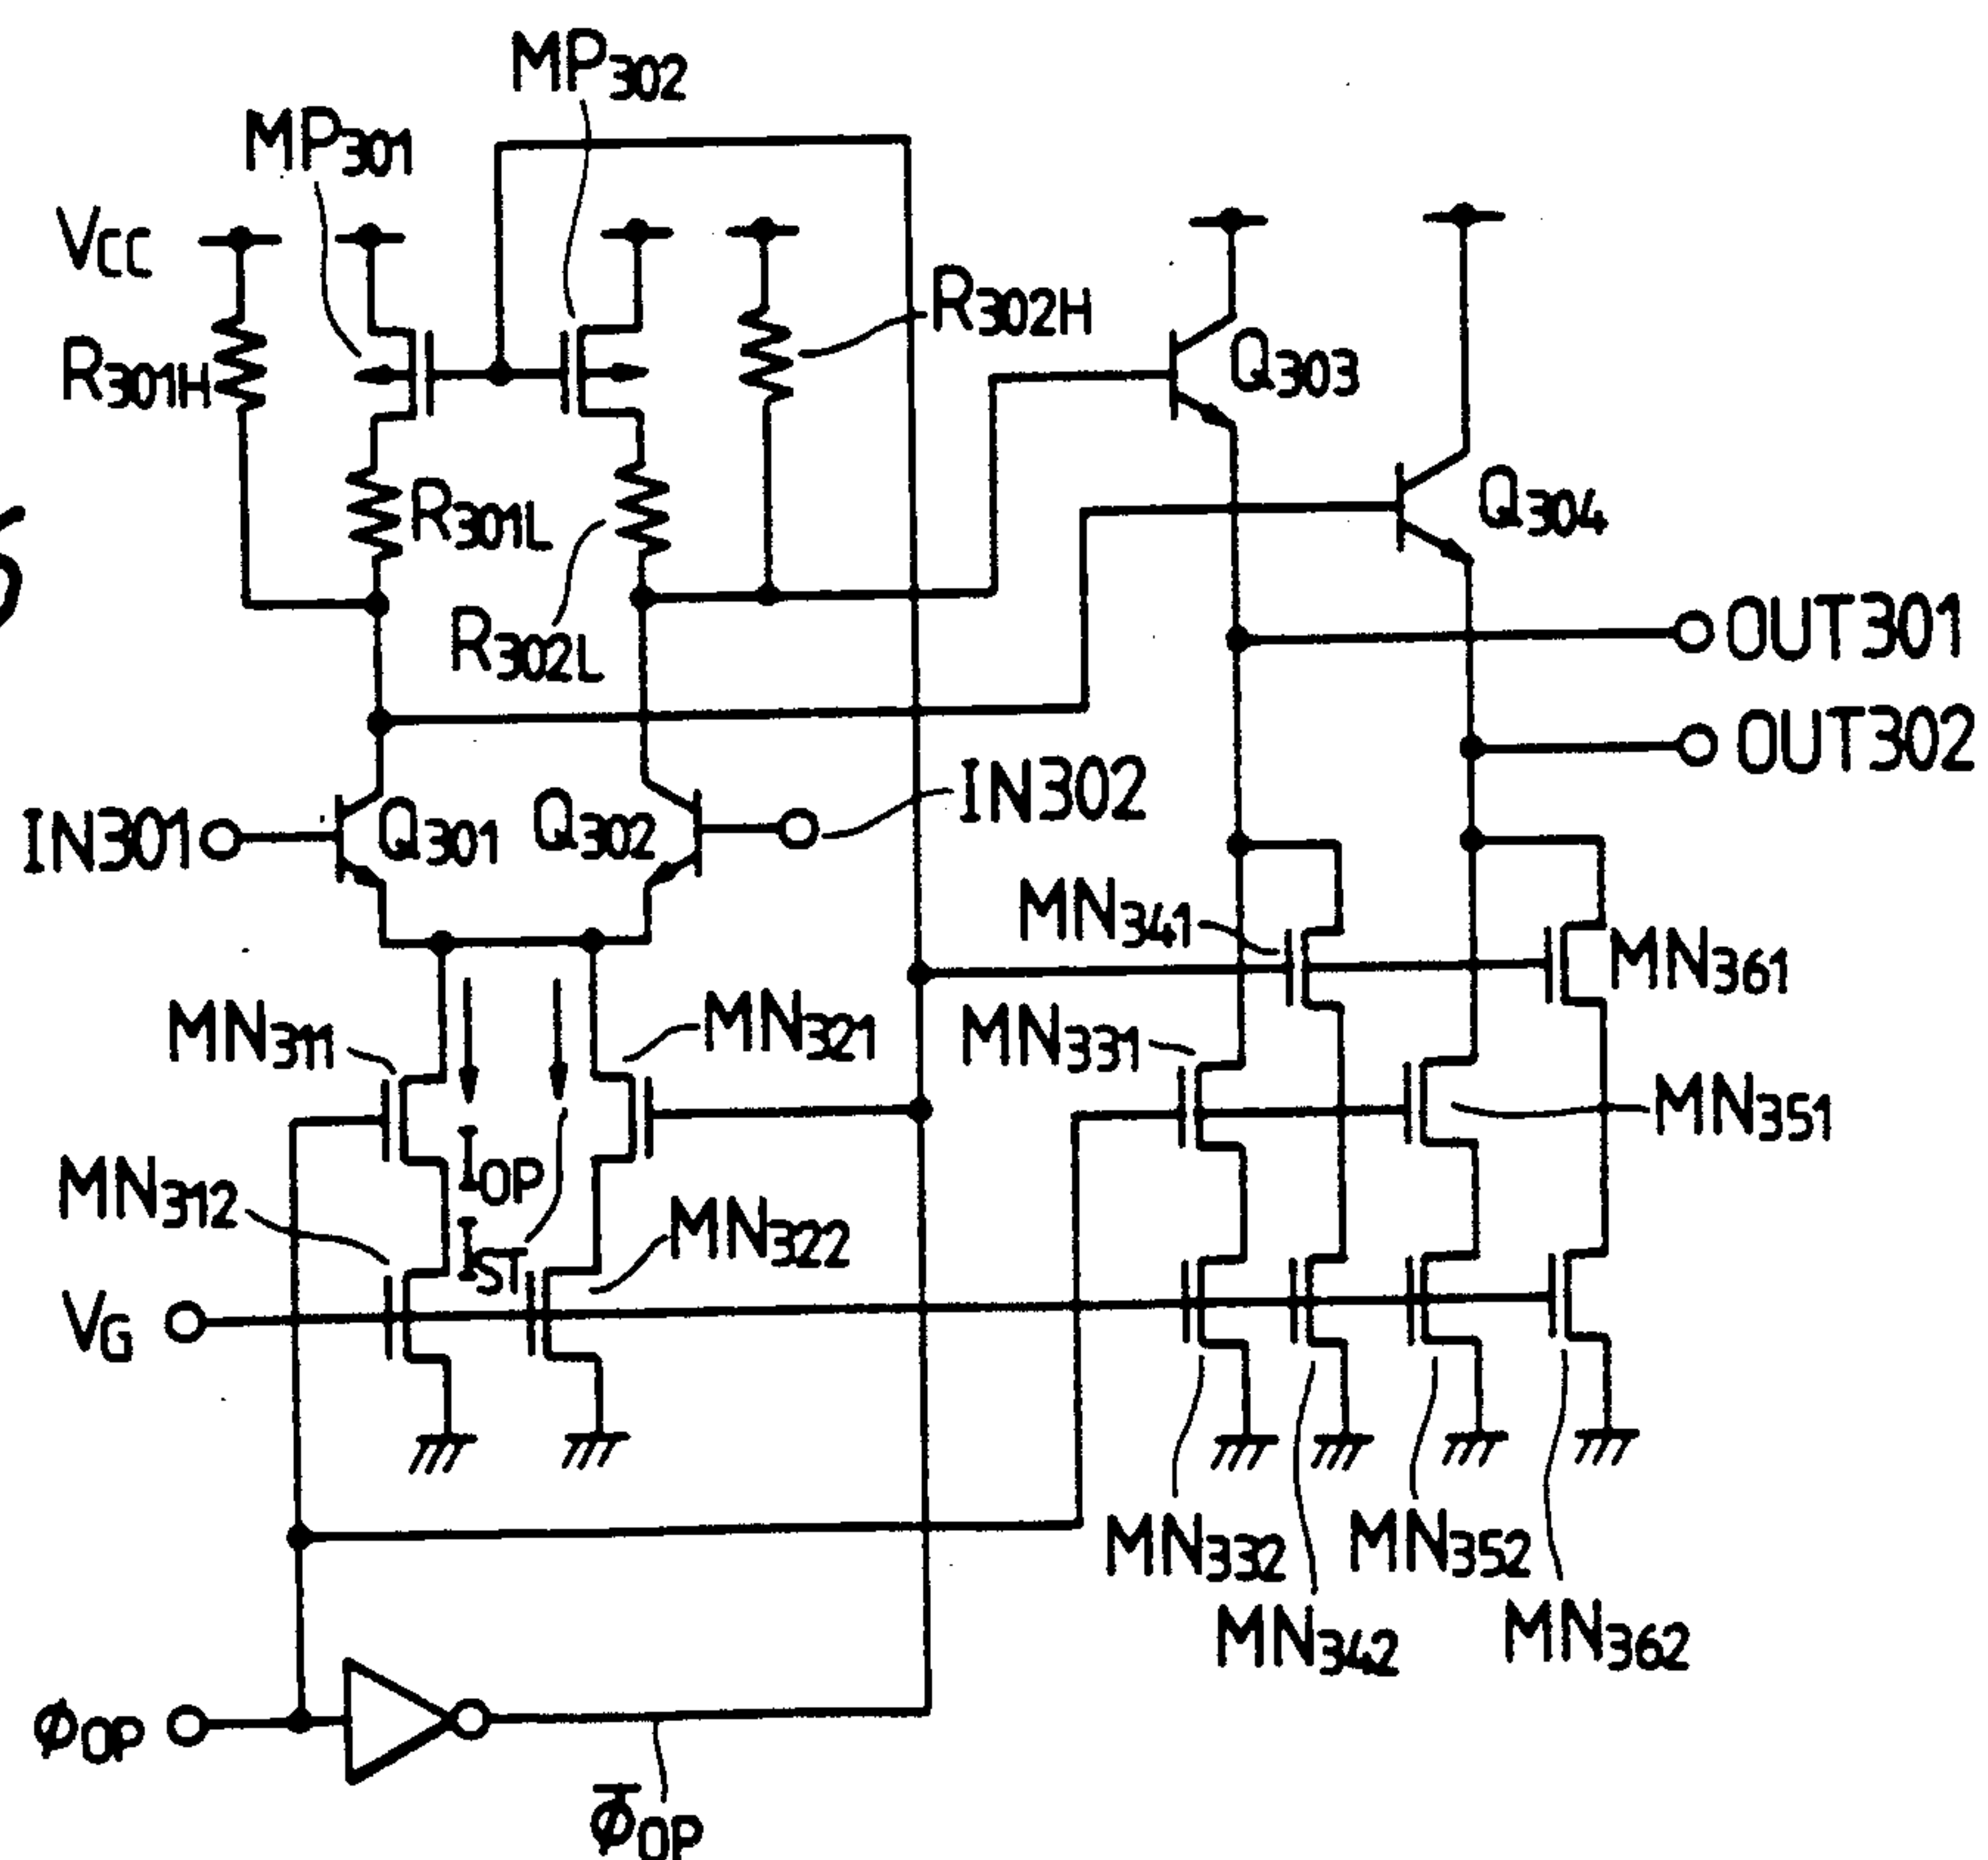 MP302
MP301
VCC
R302H
R301H
Q303
R301L
Q304
R302L
OUT301
OUT302
IN302
IN301
Q301
Q302
MN341
MN361
MN311
MN321
MN331
MN351
IOP
MN312
IST
MN322
VG
MN332
MN352
MN342
MN362
ϕOP
ϕ̅OP